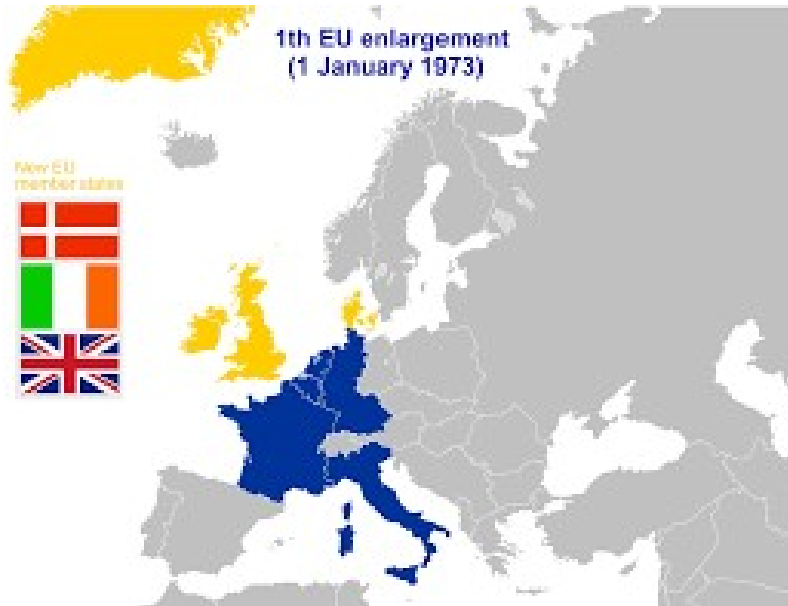 1th EU enlargement
(1 January 1973)
New EU
member states